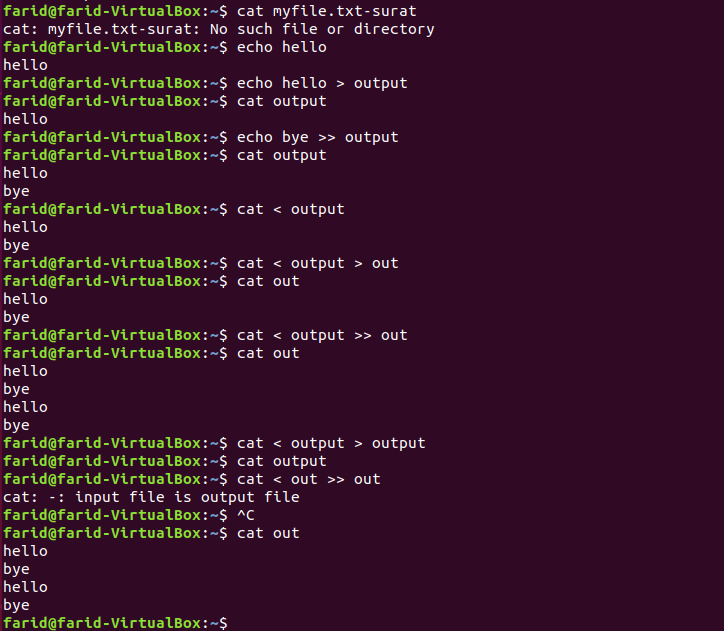 farid@farid-VirtualBox:~$ cat myfile.txt-surat
cat: myfile.txt-surat: No such file or directory
farid@farid-VirtualBox:~$ echo hello
hello
farid@farid-VirtualBox:~$ echo hello > output
farid@farid-VirtualBox:~$ cat output
hello
farid@farid-VirtualBox:~$ echo bye >> output
farid@farid-VirtualBox:~$ cat output
hello
bye
farid@farid-VirtualBox:~$ cat < output
hello
bye
farid@farid-VirtualBox:~$ cat < output > out
farid@farid-VirtualBox:~$ cat out
hello
bye
farid@farid-VirtualBox:~$ cat < output >> out
farid@farid-VirtualBox:~$ cat out
hello
bye
hello
bye
farid@farid-VirtualBox:~$ cat < output > output
farid@farid-VirtualBox:~$ cat output
farid@farid-VirtualBox:~$ cat < out >> out
cat: -: input file is output file
farid@farid-VirtualBox:~$ ^C
farid@farid-VirtualBox:~$ cat out
hello
bye
hello
bye
farid@farid-VirtualBox:~$